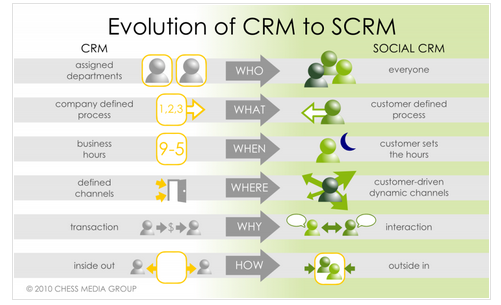 Evolution of CRM to SCRM
CRM
SOCIAL CRM
assigned
departments
WHO
everyone
company defined
process
1,2,3
WHAT
customer defined
process
business
hours
9-5
WHEN
customer sets
the hours
defined
channels
WHERE
customer-driven
dynamic channels
transaction
$
WHY
interaction
inside out
HOW
outside in
© 2010 CHESS MEDIA GROUP